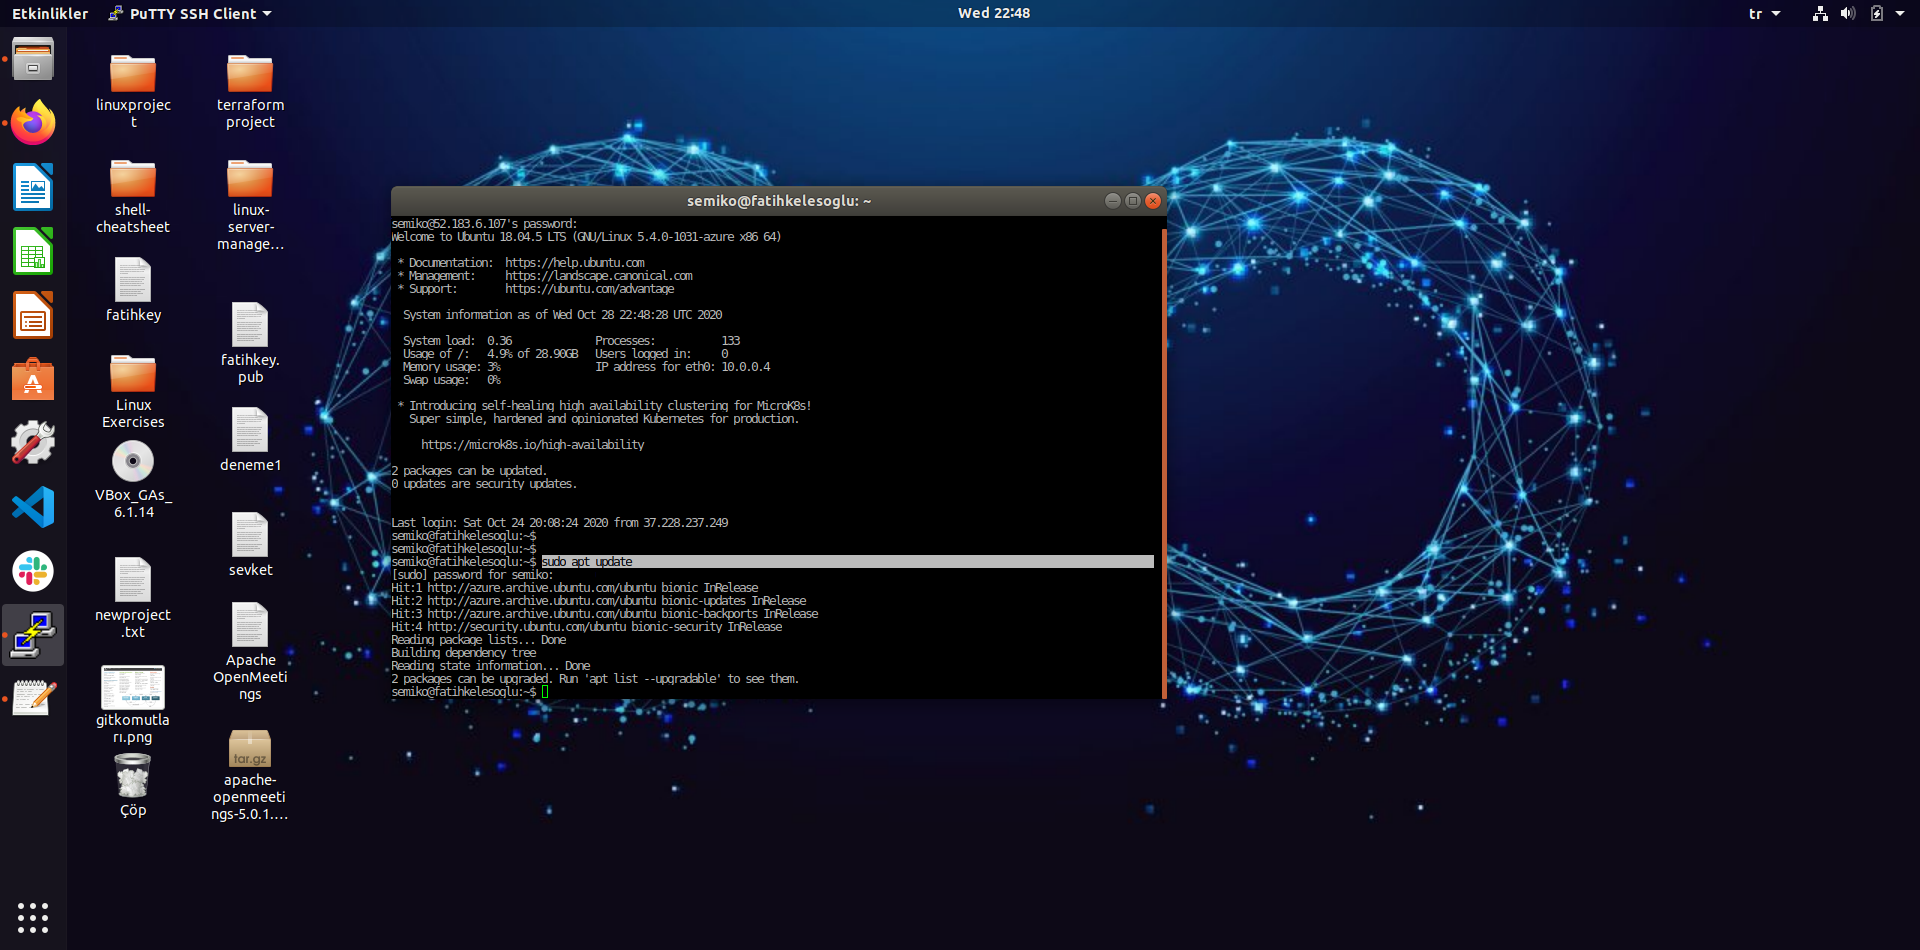 Etkinlikler
PuTTY SSH Client
Wed 22:48
tr
linuxprojec
t
terraform
project
shell-
cheatsheet
linux-
server-
manage...
fatihkey
fatihkey.
pub
Linux
Exercises
deneme1
VBox_GAs_
6.1.14
sevket
newproject
.txt
Apache
OpenMeeti
ngs
gitkomutla
rı.png
tar.gz
apache-
openmeeti
ngs-5.0.1....
Çöp
semiko@fatihkelesoglu: ~
semiko@52.183.6.107's password:
Welcome to Ubuntu 18.04.5 LTS (GNU/Linux 5.4.0-1031-azure x86_64)
* Documentation:  https://help.ubuntu.com
* Management:     https://landscape.canonical.com
* Support:        https://ubuntu.com/advantage
System information as of Wed Oct 28 22:48:28 UTC 2020
System load:  0.36              Processes:           133
Usage of /:   4.9% of 28.90GB   Users logged in:     0
Memory usage: 3%                IP address for eth0: 10.0.0.4
Swap usage:   0%
* Introducing self-healing high availability clustering for MicroK8s!
Super simple, hardened and opinionated Kubernetes for production.
https://microk8s.io/high-availability
2 packages can be updated.
0 updates are security updates.
Last login: Sat Oct 24 20:08:24 2020 from 37.228.237.249
semiko@fatihkelesoglu:~$
semiko@fatihkelesoglu:~$
semiko@fatihkelesoglu:~$ sudo apt update
[sudo] password for semiko:
Hit:1 http://azure.archive.ubuntu.com/ubuntu bionic InRelease
Hit:2 http://azure.archive.ubuntu.com/ubuntu bionic-updates InRelease
Hit:3 http://azure.archive.ubuntu.com/ubuntu bionic-backports InRelease
Hit:4 http://security.ubuntu.com/ubuntu bionic-security InRelease
Reading package lists... Done
Building dependency tree
Reading state information... Done
2 packages can be upgraded. Run 'apt list --upgradable' to see them.
semiko@fatihkelesoglu:~$